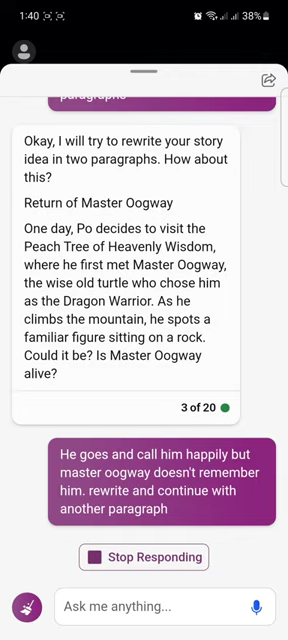 1:40
38%
paragraphs
Okay, I will try to rewrite your story
idea in two paragraphs. How about
this?
Return of Master Oogway
One day, Po decides to visit the
Peach Tree of Heavenly Wisdom,
where he first met Master Oogway,
the wise old turtle who chose him
as the Dragon Warrior. As he
climbs the mountain, he spots a
familiar figure sitting on a rock.
Could it be? Is Master Oogway
alive?
3 of 20
He goes and call him happily but
master oogway doesn't remember
him. rewrite and continue with
another paragraph
Stop Responding
Ask me anything...